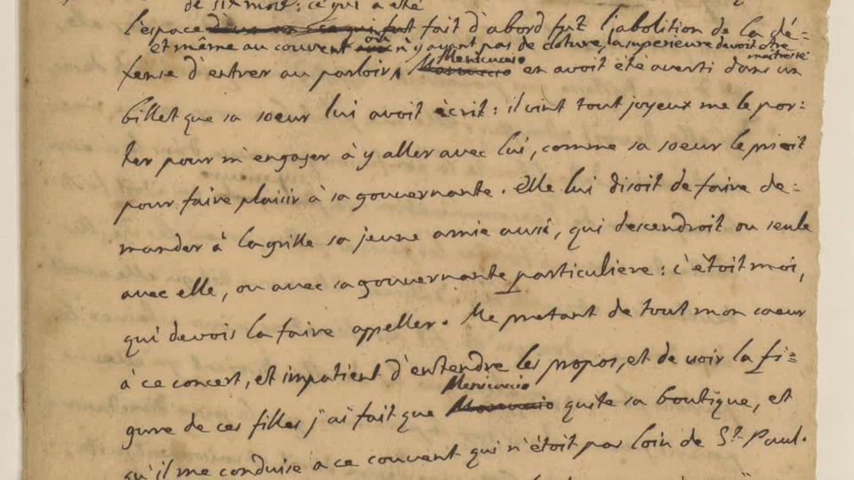 de six mois: ce qui a été
l'espace fait d'abord fut l'abolition de la dé=
et même au couvent où n'y ayant pas de cloture, la superieure devoit être
maitresse
fense d'entrer au parloir, Menicuccio en avoit été averti dans un
billet que sa soeur lui avoit écrit: il vint tout joyeux me le por=
ter pour m'engager à y aller avec lui, comme sa soeur le prioit
pour faire plaisir à sa gouvernante. Elle lui disoit de faire de=
mander à la grille sa jeune amie aussi, qui descendroit ou seule
avec elle, ou avec sa gouvernante particuliere: c'étoit moi,
qui devois la faire appeller. Me pretant de tout mon coeur
à ce concert, et impatient d'entendre les propos, et de voir la fi=
Menicuccio
gure de ces filles j'ai fait que quite sa boutique, et
qu'il me conduise a ce couvent qui n'étoit pas loin de St. Paul.